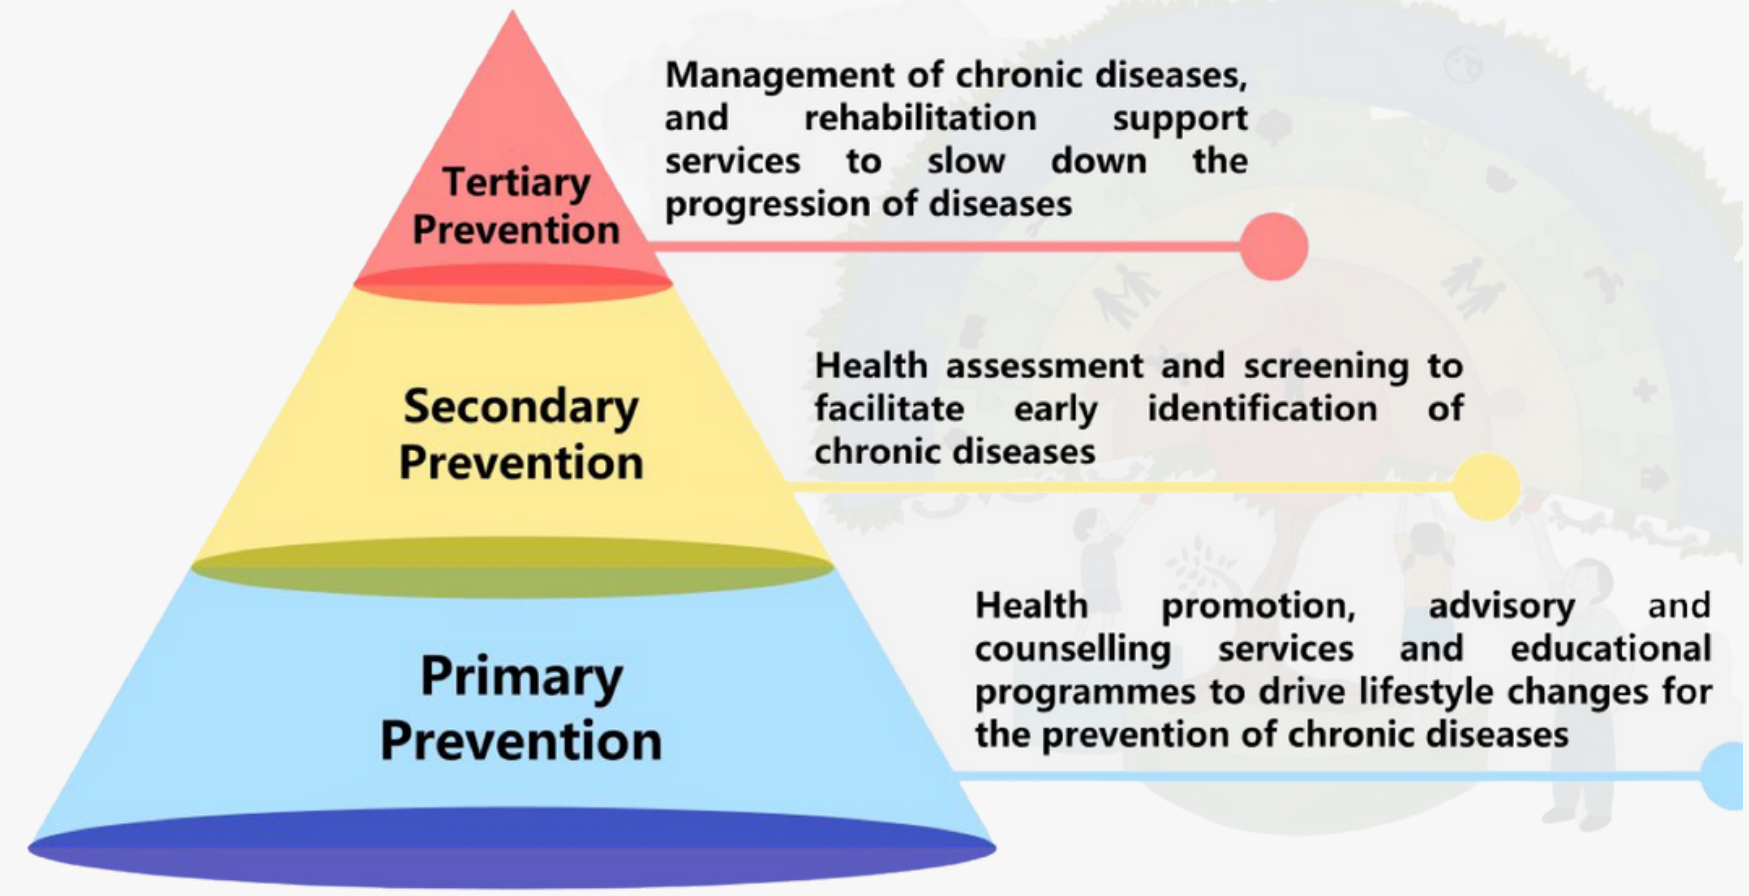 Tertiary
Prevention
Management of chronic diseases,
and rehabilitation support
services to slow down the
progression of diseases
Secondary
Prevention
Health assessment and screening to
facilitate early identification of
chronic diseases
Primary
Prevention
Health promotion, advisory and
counselling services and educational
programmes to drive lifestyle changes for
the prevention of chronic diseases